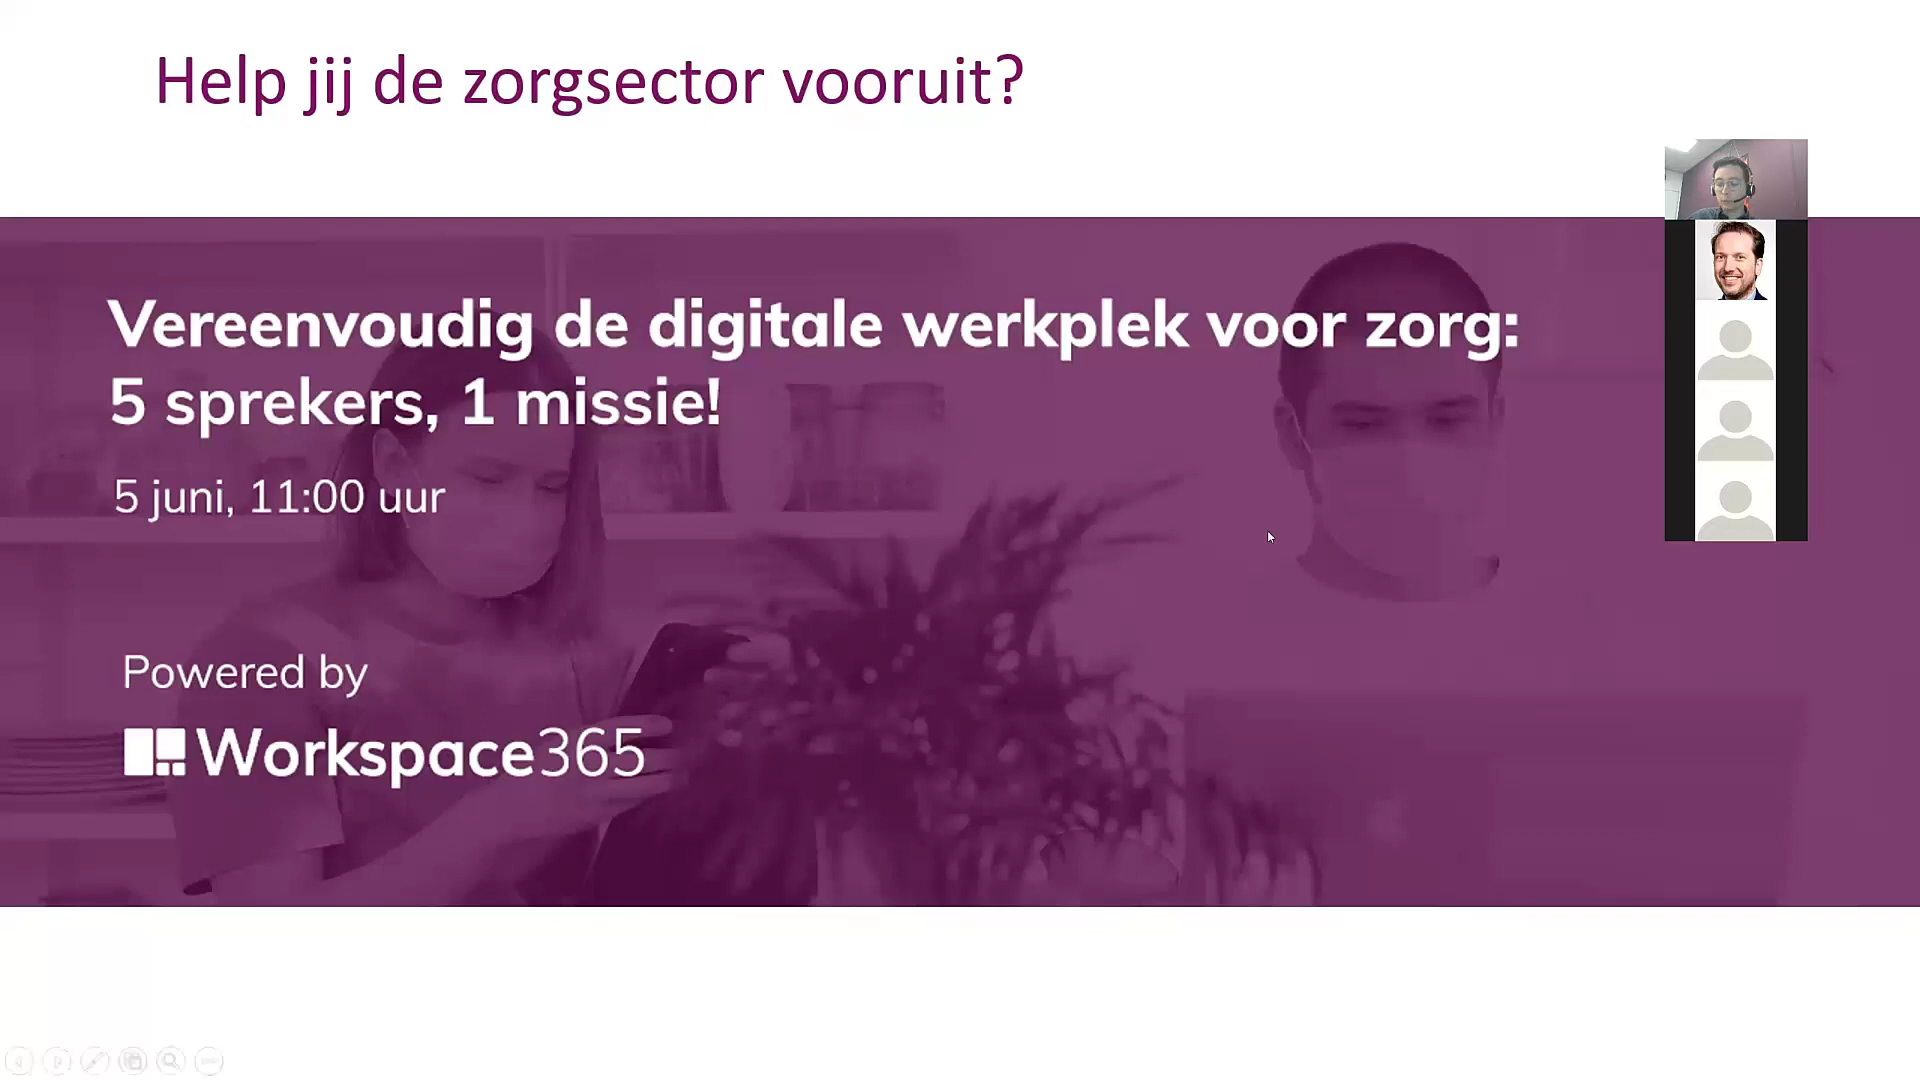 Help jij de zorgsector vooruit?
Vereenvoudig de digitale werkplek voor zorg:
5 sprekers, 1 missie!
5 juni, 11:00 uur
Powered by
Workspace365